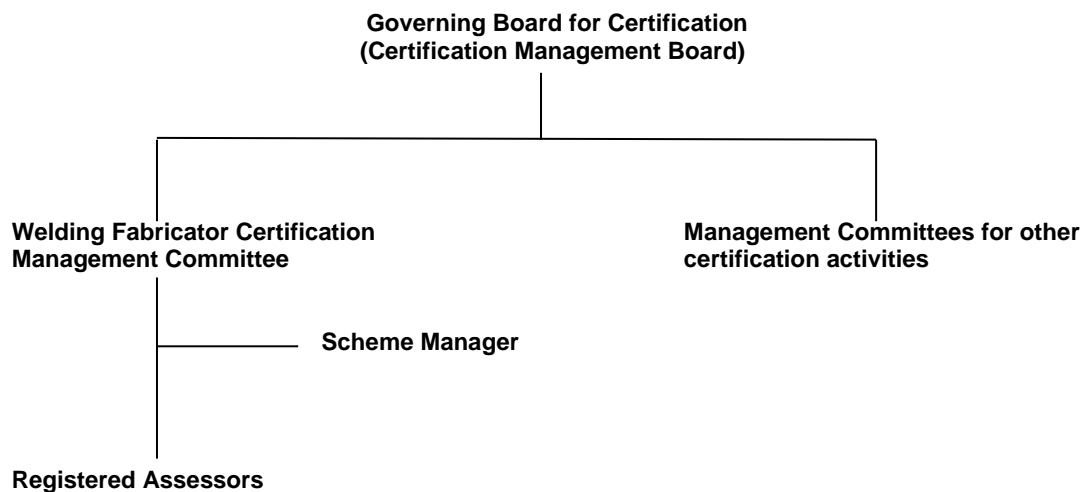 Governing Board for Certification
(Certification Management Board)
Welding Fabricator Certification
Management Committee
Management Committees for other
certification activities
Scheme Manager
Registered Assessors